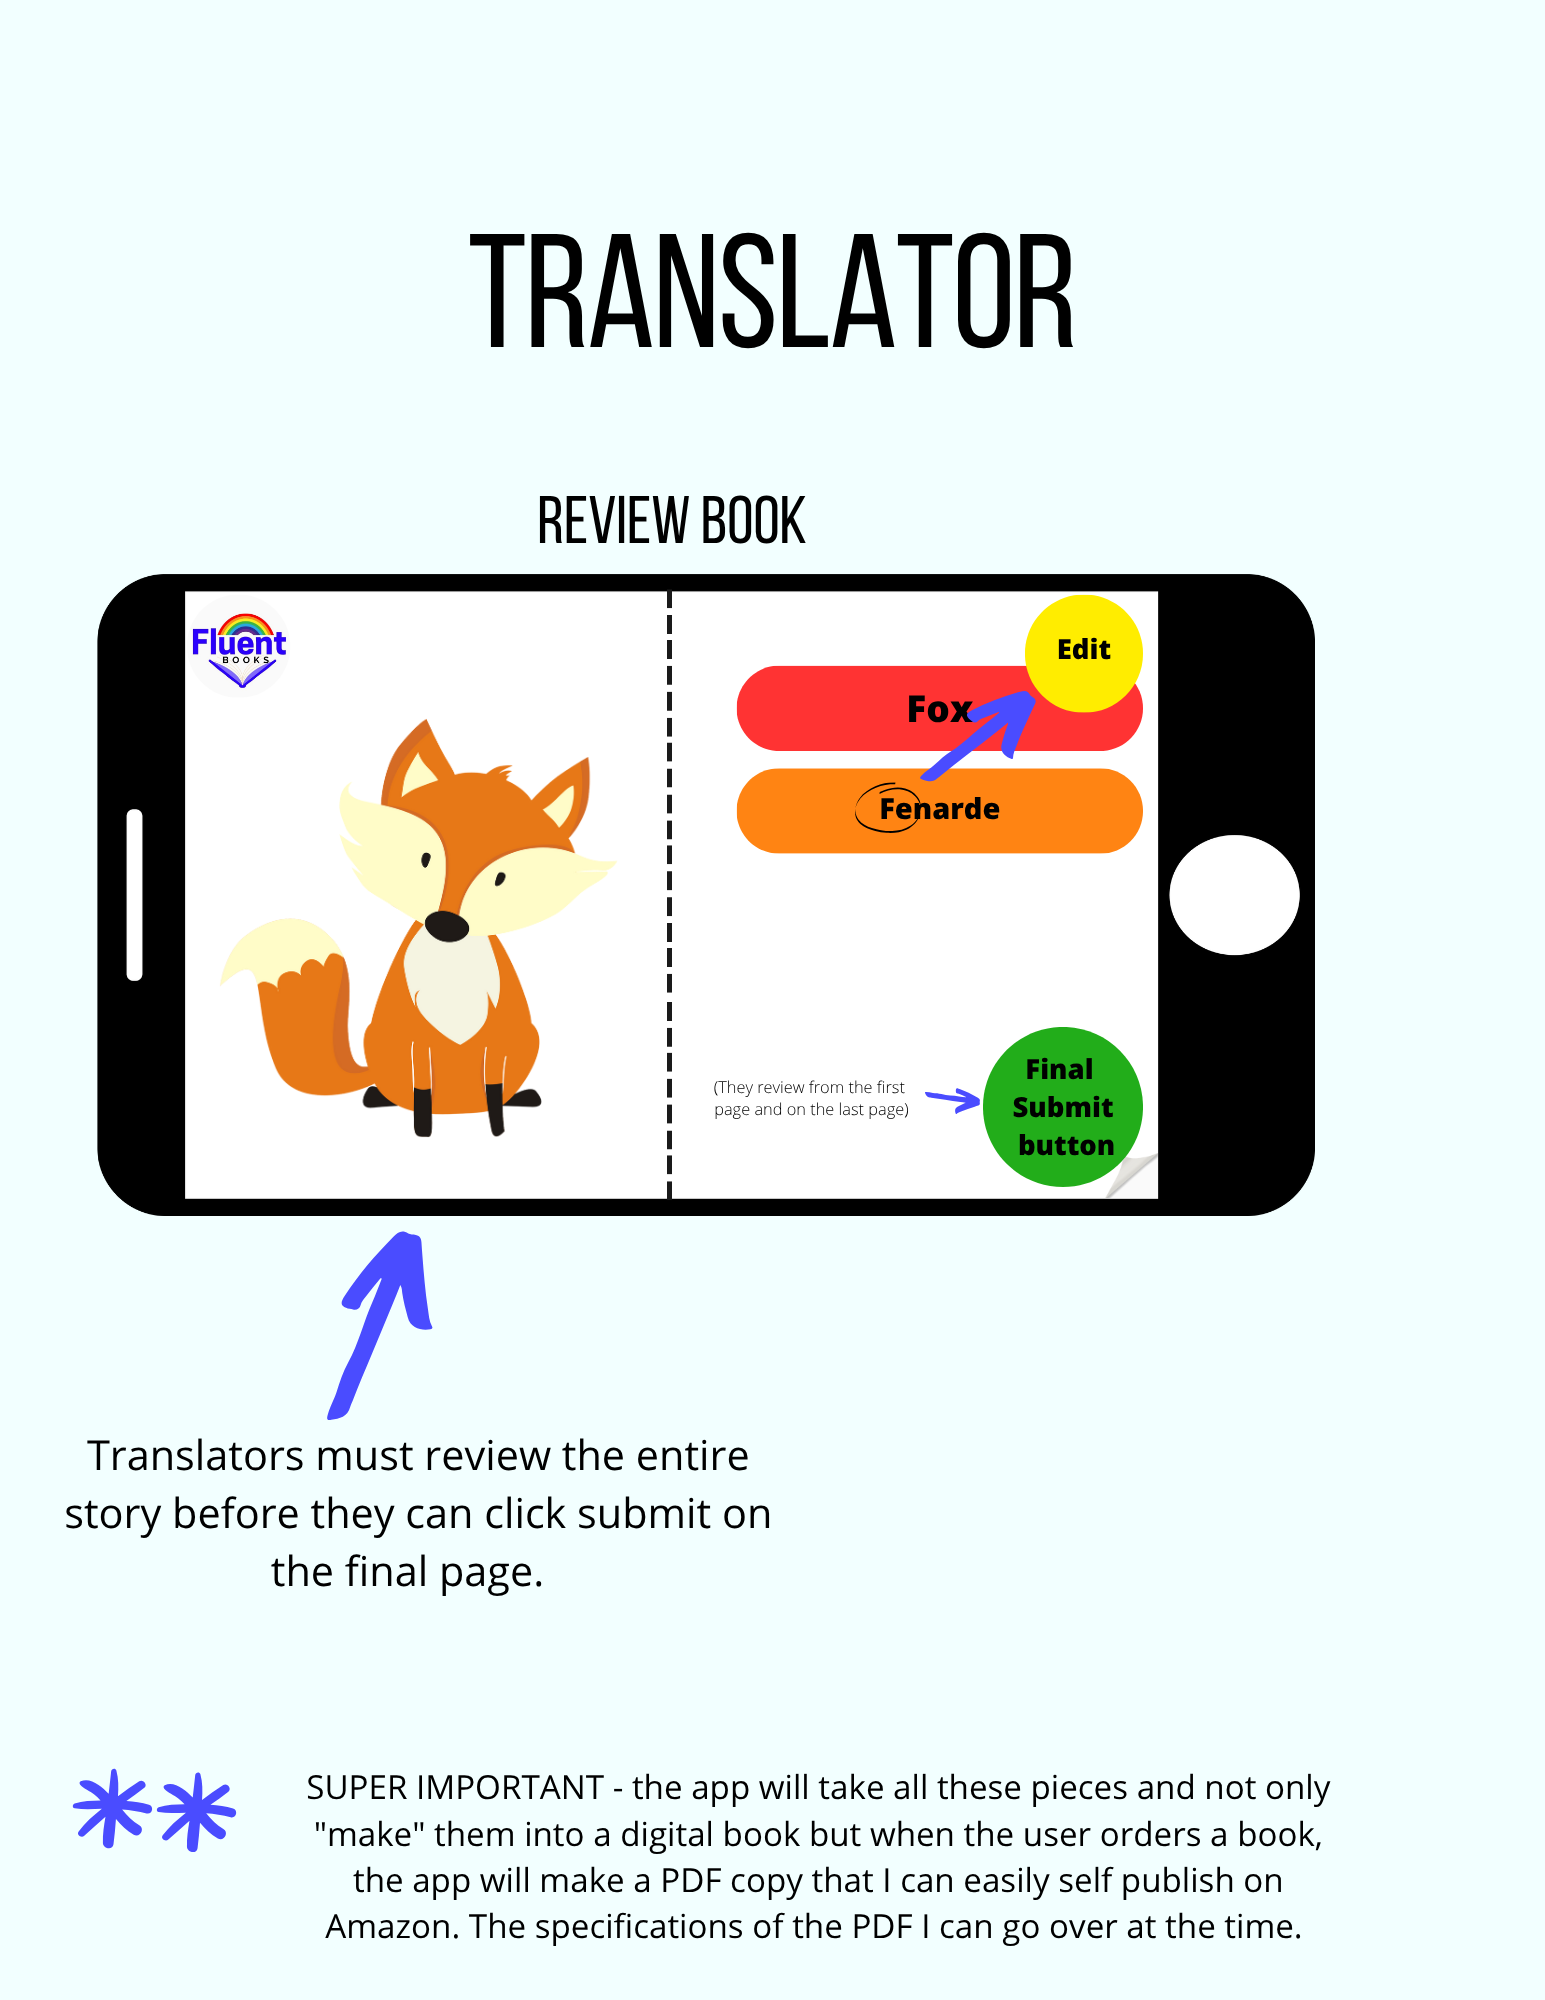 TRANSLATOR
REVIEW BOOK
Fluent
BOOKS
Edit
Fox
Fenarde
(They review from the first
page and on the last page)
Final
Submit
button
Translators must review the entire
story before they can click submit on
the final page.
SUPER IMPORTANT - the app will take all these pieces and not only
"make" them into a digital book but when the user orders a book,
the app will make a PDF copy that I can easily self publish on
Amazon. The specifications of the PDF I can go over at the time.